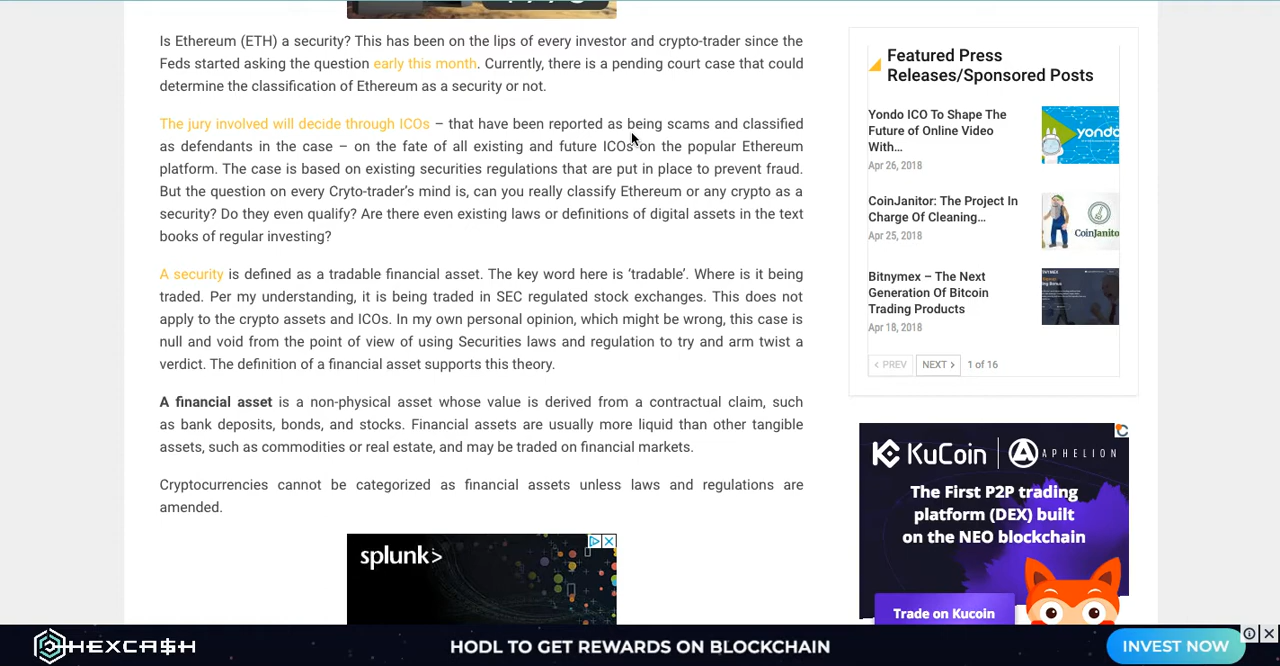 Is Ethereum (ETH) a security? This has been on the lips of every investor and crypto-trader since the
Feds started asking the question early this month. Currently, there is a pending court case that could
determine the classification of Ethereum as a security or not.
The jury involved will decide through ICOs – that have been reported as being scams and classified
as defendants in the case – on the fate of all existing and future ICOs on the popular Ethereum
platform. The case is based on existing securities regulations that are put in place to prevent fraud.
But the question on every Cryto-trader's mind is, can you really classify Ethereum or any crypto as a
security? Do they even qualify? Are there even existing laws or definitions of digital assets in the text
books of regular investing?
A security is defined as a tradable financial asset. The key word here is 'tradable'. Where is it being
traded. Per my understanding, it is being traded in SEC regulated stock exchanges. This does not
apply to the crypto assets and ICOs. In my own personal opinion, which might be wrong, this case is
null and void from the point of view of using Securities laws and regulation to try and arm twist a
verdict. The definition of a financial asset supports this theory.
A financial asset is a non-physical asset whose value is derived from a contractual claim, such
as bank deposits, bonds, and stocks. Financial assets are usually more liquid than other tangible
assets, such as commodities or real estate, and may be traded on financial markets.
Cryptocurrencies cannot be categorized as financial assets unless laws and regulations are
amended.
splunk>
Featured Press
Releases/Sponsored Posts
Yondo ICO To Shape The
Future of Online Video
With...
Apr 26, 2018
yondo
CoinJanitor: The Project In
Charge Of Cleaning...
Apr 25, 2018
CoinJanito
Bitnymex – The Next
Generation Of Bitcoin
Trading Products
Apr 18, 2018
< PREV NEXT > 1 of 16
KuCoin | APHELION
The First P2P trading
platform (DEX) built
on the NEO blockchain
Trade on Kucoin
HEXCASH HODL TO GET REWARDS ON BLOCKCHAIN INVEST NOW